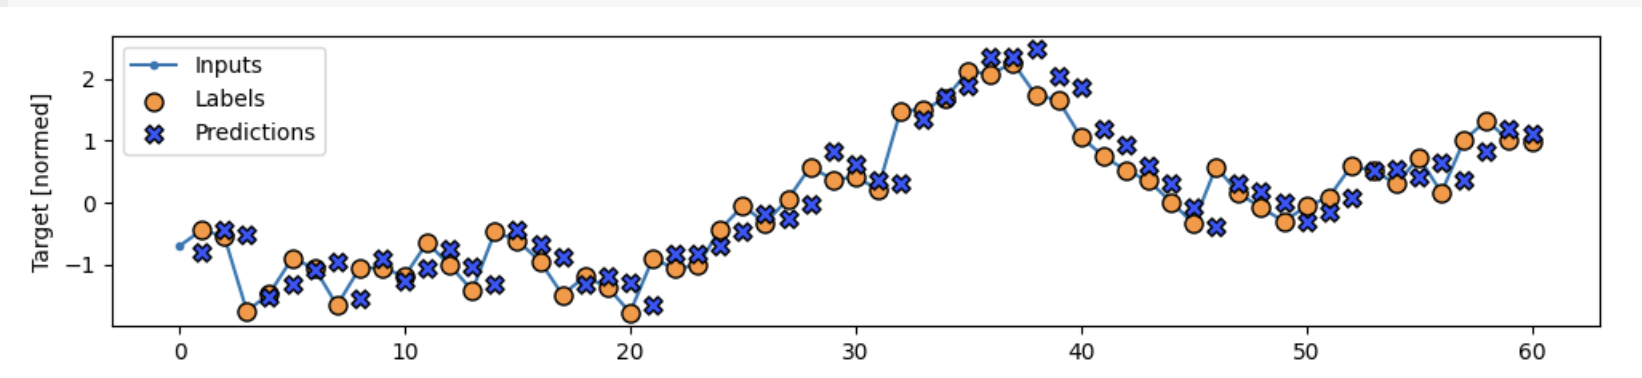 Inputs
Labels
Predictions
Target [normed]
2
1
0
−1
0 10 20 30 40 50 60